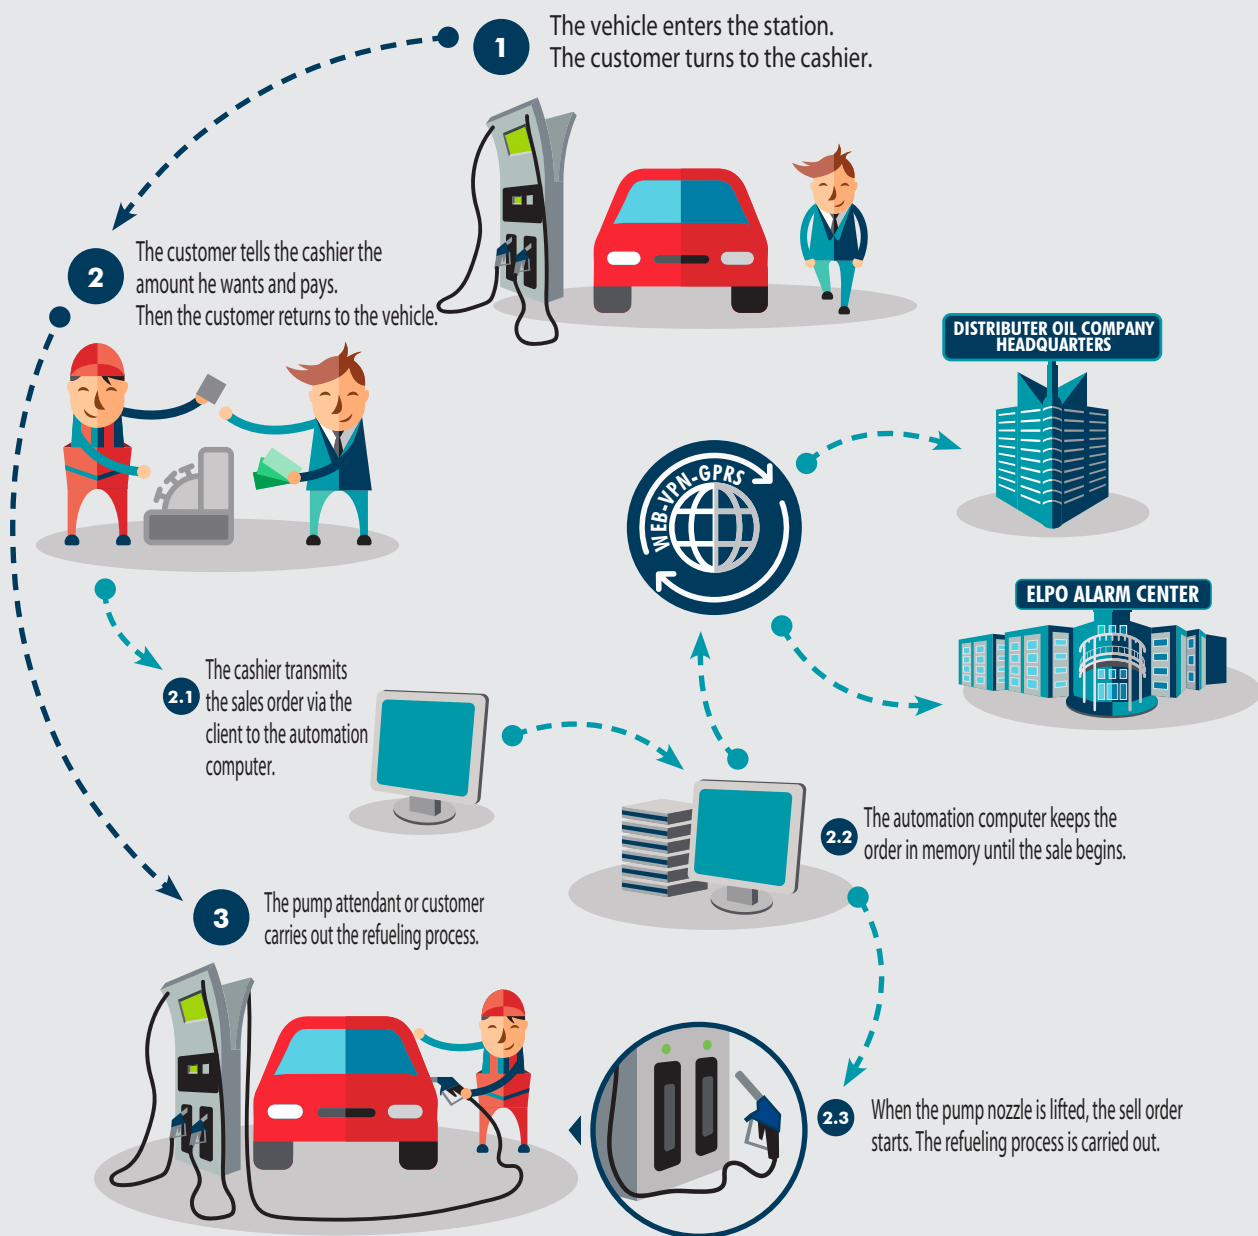 1
The vehicle enters the station.
The customer turns to the cashier.
2
The customer tells the cashier the
amount he wants and pays.
Then the customer returns to the vehicle.
DISTRIBUTER OIL COMPANY
HEADQUARTERS
WEB-VPN-GPRS
ELPO ALARM CENTER
2.1
The cashier transmits
the sales order via the
client to the automation
computer.
2.2
The automation computer keeps the
order in memory until the sale begins.
3
The pump attendant or customer
carries out the refueling process.
2.3
When the pump nozzle is lifted, the sell order
starts. The refueling process is carried out.